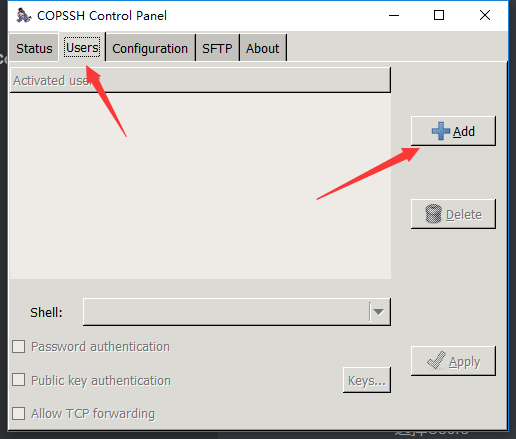 COPSSH Control Panel
Status Users Configuration SFTP About
Activated user
Add
Delete
Shell:
Password authentication
Apply
Public key authentication Keys...
Allow TCP forwarding